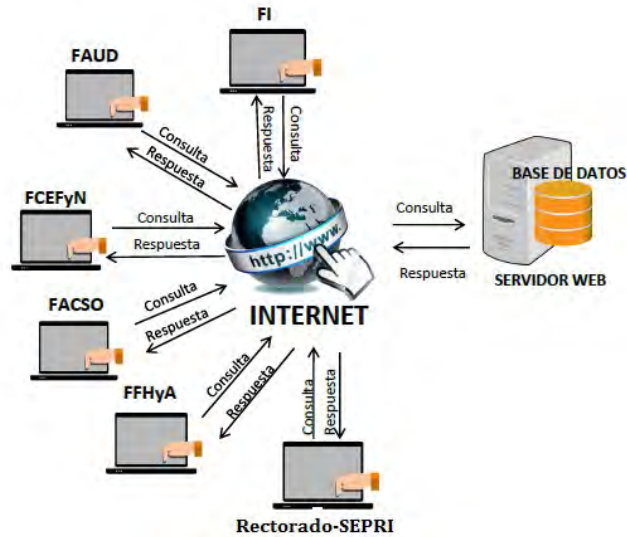 FI
FAUD
Respuesta
Consulta
Consulta
Respuesta
FCEFyN
Consulta
Respuesta
http://www.
Consulta
Respuesta
BASE DE DATOS
SERVIDOR WEB
FACSO
Consulta
Respuesta
INTERNET
FFHyA
Consulta
Respuesta
Consulta
Respuesta
Rectorado-SEPRI